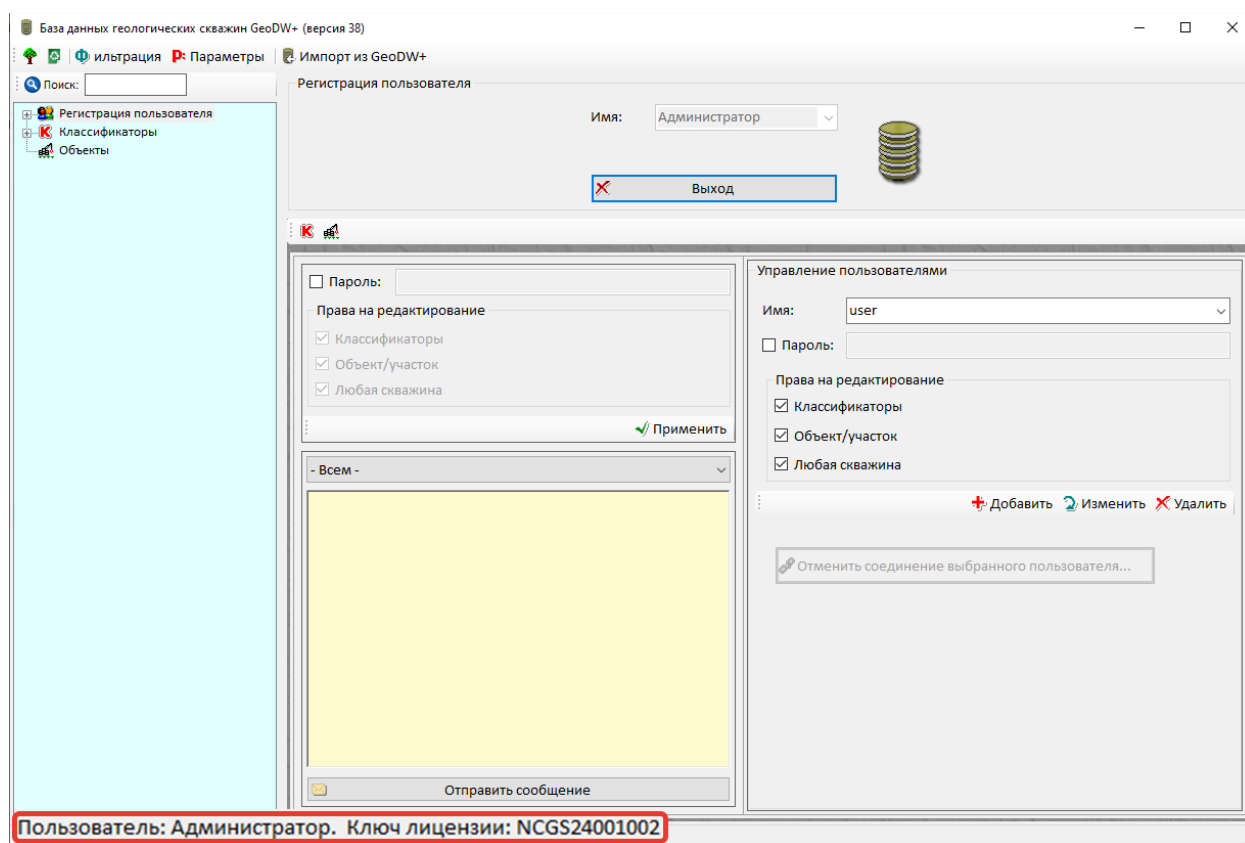 База данных геологических скважин GeoDW+ (версия 38)
Фильтрация P: Параметры Импорт из GeoDW+
Поиск:
Регистрация пользователя
Классификаторы
Объекты
Регистрация пользователя
Имя: Администратор
Выход
K
Пароль:
Права на редактирование
Классификаторы
Объект/участок
Любая скважина
Применить
- Всем -
Отправить сообщение
Управление пользователями
Имя: user
Пароль:
Права на редактирование
Классификаторы
Объект/участок
Любая скважина
Добавить Изменить Удалить
Отменить соединение выбранного пользователя...
Пользователь: Администратор. Ключ лицензии: NCGS24001002